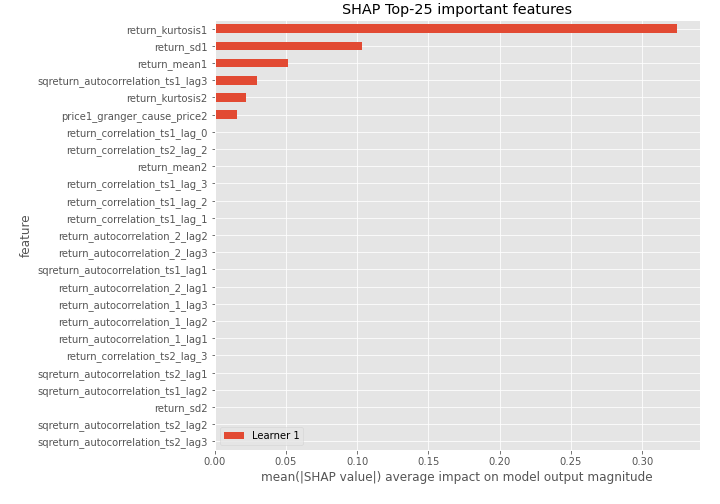 SHAP Top-25 important features
return_kurtosis1
return_sd1
return_mean1
sqreturn_autocorrelation_ts1_lag3
return_kurtosis2
price1_granger_cause_price2
return_correlation_ts1_lag_0
return_correlation_ts2_lag_2
return_mean2
return_correlation_ts1_lag_3
return_correlation_ts1_lag_2
return_correlation_ts1_lag_1
return_autocorrelation_2_lag2
return_autocorrelation_2_lag3
sqreturn_autocorrelation_ts1_lag1
return_autocorrelation_2_lag1
return_autocorrelation_1_lag3
return_autocorrelation_1_lag2
return_autocorrelation_1_lag1
return_correlation_ts2_lag_3
sqreturn_autocorrelation_ts2_lag1
sqreturn_autocorrelation_ts1_lag2
return_sd2
sqreturn_autocorrelation_ts2_lag2
sqreturn_autocorrelation_ts2_lag3
feature
Learner 1
0.00 0.05 0.10 0.15 0.20 0.25 0.30
mean(|SHAP value|) average impact on model output magnitude